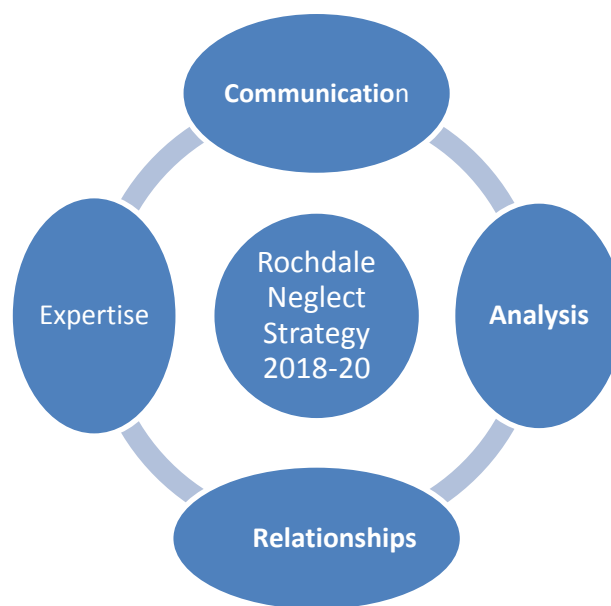 Communication
Expertise
Rochdale
Neglect
Strategy
2018-20
Analysis
Relationships